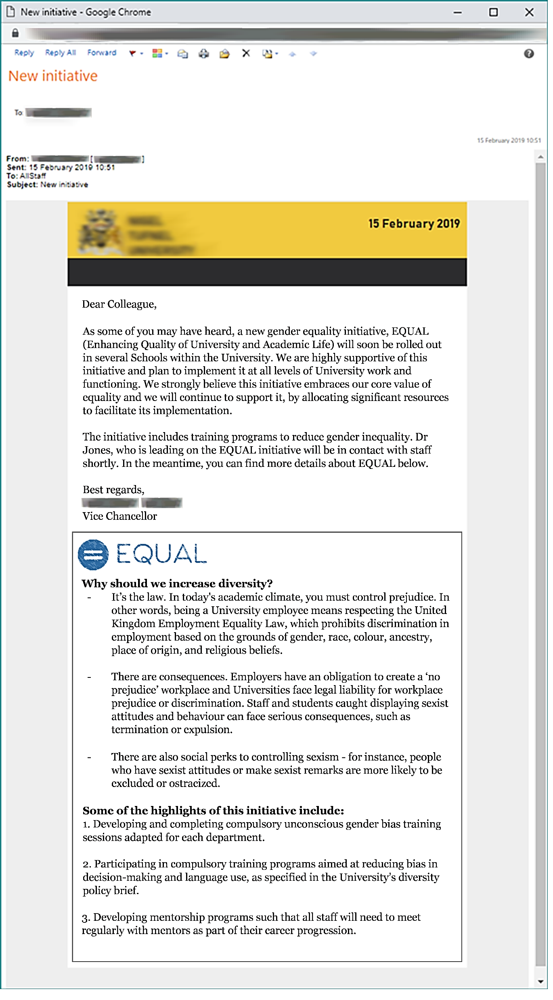 New initiative - Google Chrome
Reply Reply All Forward
New initiative
To:
15 February 2019 10:51
From: [ ]
Sent: 15 February 2019 10:51
To: AllStaff
Subject: New initiative
15 February 2019
Dear Colleague,
As some of you may have heard, a new gender equality initiative, EQUAL
(Enhancing Quality of University and Academic Life) will soon be rolled out
in several Schools within the University. We are highly supportive of this
initiative and plan to implement it at all levels of University work and
functioning. We strongly believe this initiative embraces our core value of
equality and we will continue to support it, by allocating significant resources
to facilitate its implementation.
The initiative includes training programs to reduce gender inequality. Dr
Jones, who is leading on the EQUAL initiative will be in contact with staff
shortly. In the meantime, you can find more details about EQUAL below.
Best regards,
Vice Chancellor
EQUAL
Why should we increase diversity?
- It’s the law. In today's academic climate, you must control prejudice. In
other words, being a University employee means respecting the United
Kingdom Employment Equality Law, which prohibits discrimination in
employment based on the grounds of gender, race, colour, ancestry,
place of origin, and religious beliefs.
- There are consequences. Employers have an obligation to create a ‘no
prejudice’ workplace and Universities face legal liability for workplace
prejudice or discrimination. Staff and students caught displaying sexist
attitudes and behaviour can face serious consequences, such as
termination or expulsion.
- There are also social perks to controlling sexism - for instance, people
who have sexist attitudes or make sexist remarks are more likely to be
excluded or ostracized.
Some of the highlights of this initiative include:
1. Developing and completing compulsory unconscious gender bias training
sessions adapted for each department.
2. Participating in compulsory training programs aimed at reducing bias in
decision-making and language use, as specified in the University’s diversity
policy brief.
3. Developing mentorship programs such that all staff will need to meet
regularly with mentors as part of their career progression.